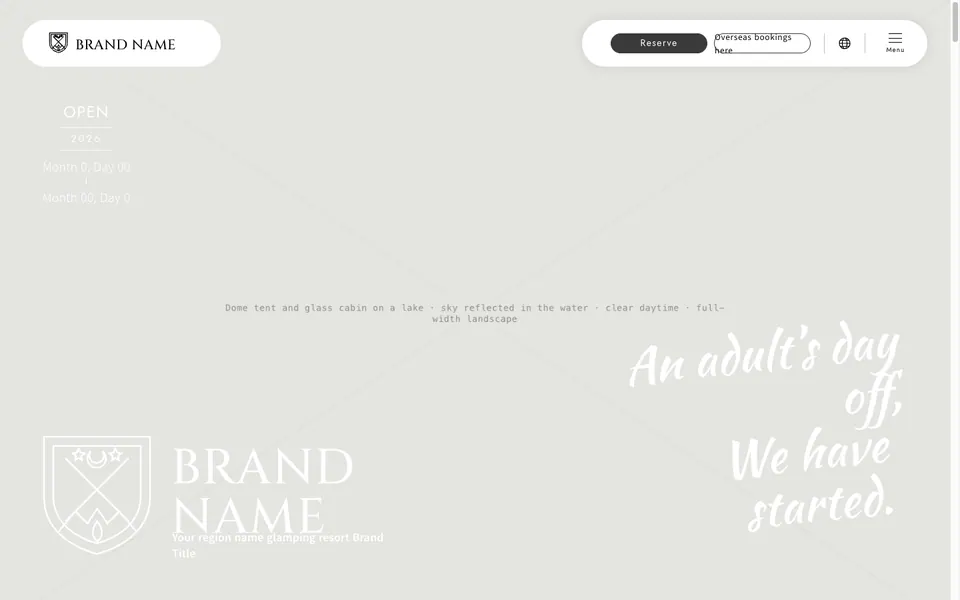 BRAND NAME
Reserve
Overseas bookings
here
Menu
OPEN
2026
Month 0, Day 00
Month 00, Day 0
Dome tent and glass cabin on a lake · sky reflected in the water · clear daytime · full-
width landscape
An adult's day
off,
We have
started.
BRAND
NAME
Your region name glamping resort Brand
Title